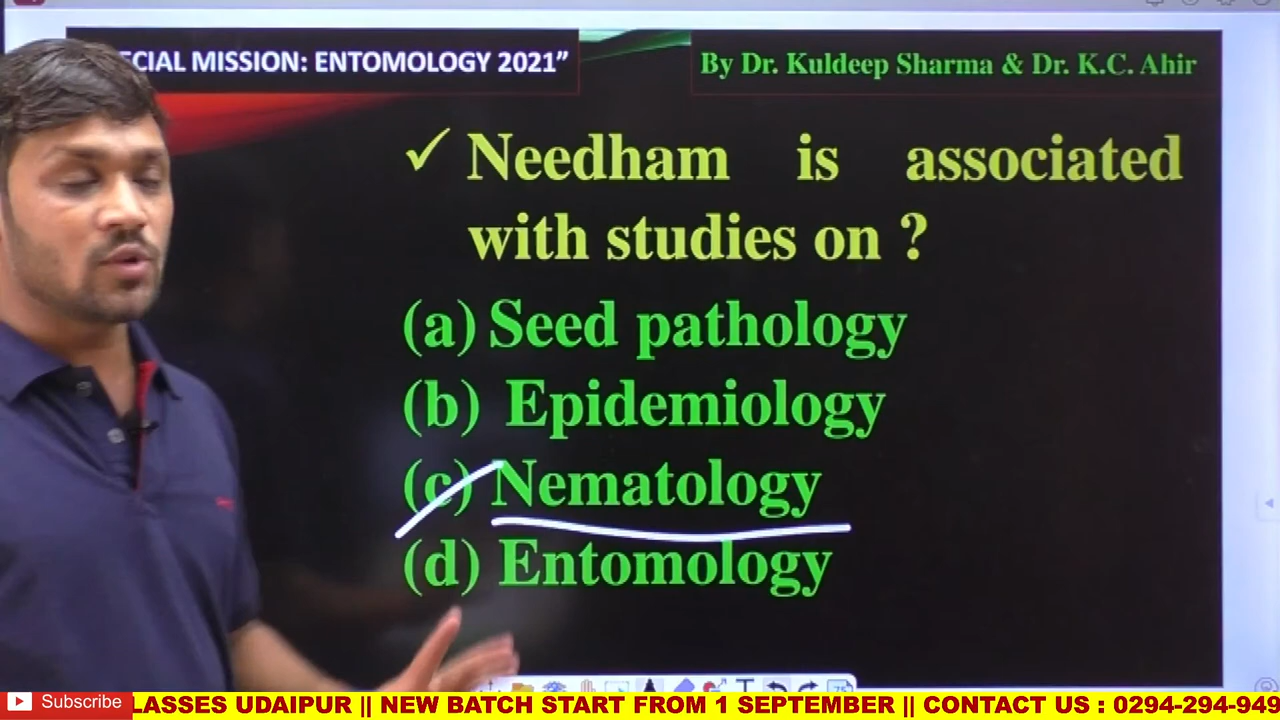 ECIAL MISSION: ENTOMOLOGY 2021”
By Dr. Kuldeep Sharma & Dr. K.C. Ahir
✓ Needham is associated
with studies on ?
(a) Seed pathology
(b) Epidemiology
(c) Nematology
(d) Entomology
Subscribe LASSES UDAIPUR || NEW BATCH START FROM 1 SEPTEMBER || CONTACT US : 0294-294-949